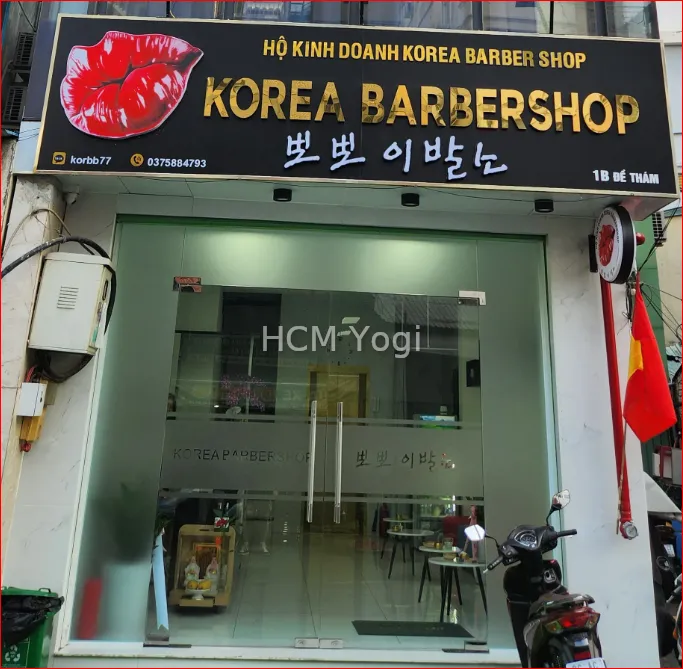 HỘ KINH DOANH KOREA BARBER SHOP
KOREA BARBERSHOP
뽀뽀이발소
korbb77 0375884793
1B ĐỀ THÁM
HCM Yogi
KOREA BARBERSHOP 뽀뽀이발소